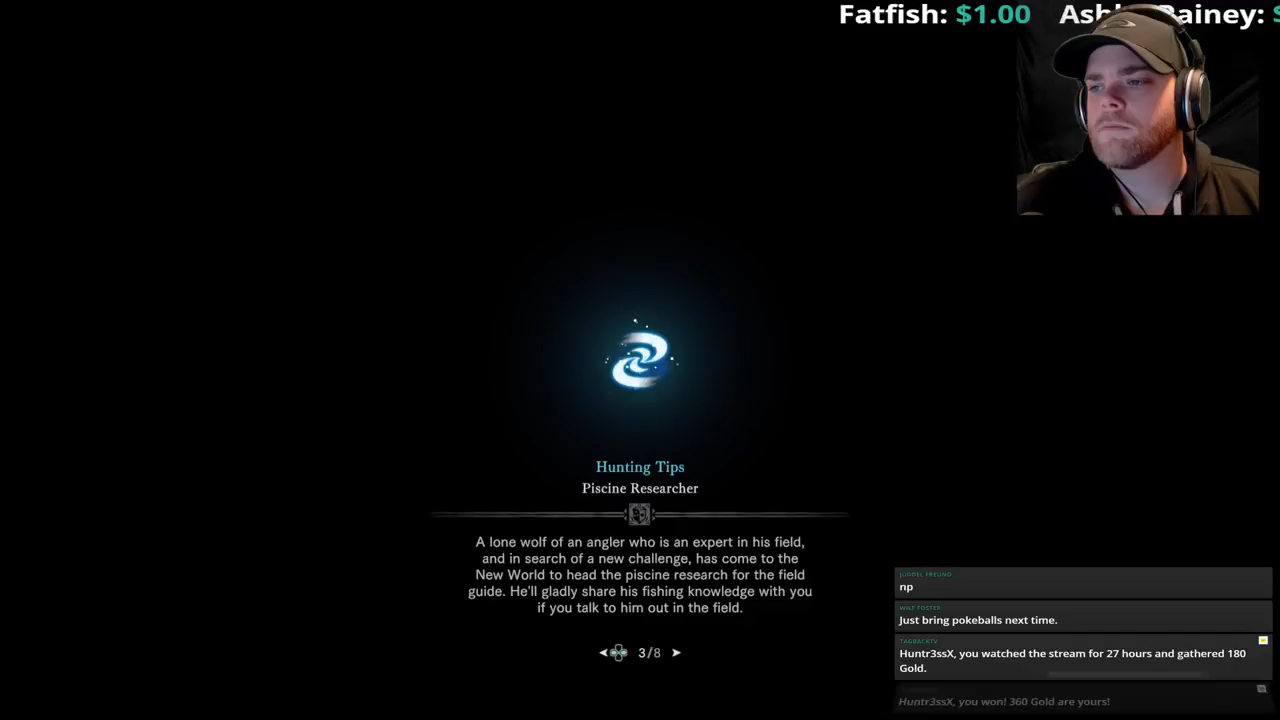 Fatfish: $1.00
Hunting Tips
Piscine Researcher
A lone wolf of an angler who is an expert in his field,
and in search of a new challenge, has come to the
New World to head the piscine research for the field
guide. He'll gladly share his fishing knowledge with you
if you talk to him out in the field.
3/8
np
Just bring pokeballs next time.
TAGBACKTV
Huntr3ssX, you watched the stream for 27 hours and gathered 180
Gold.
Huntr3ssX, you won! 360 Gold are yours!